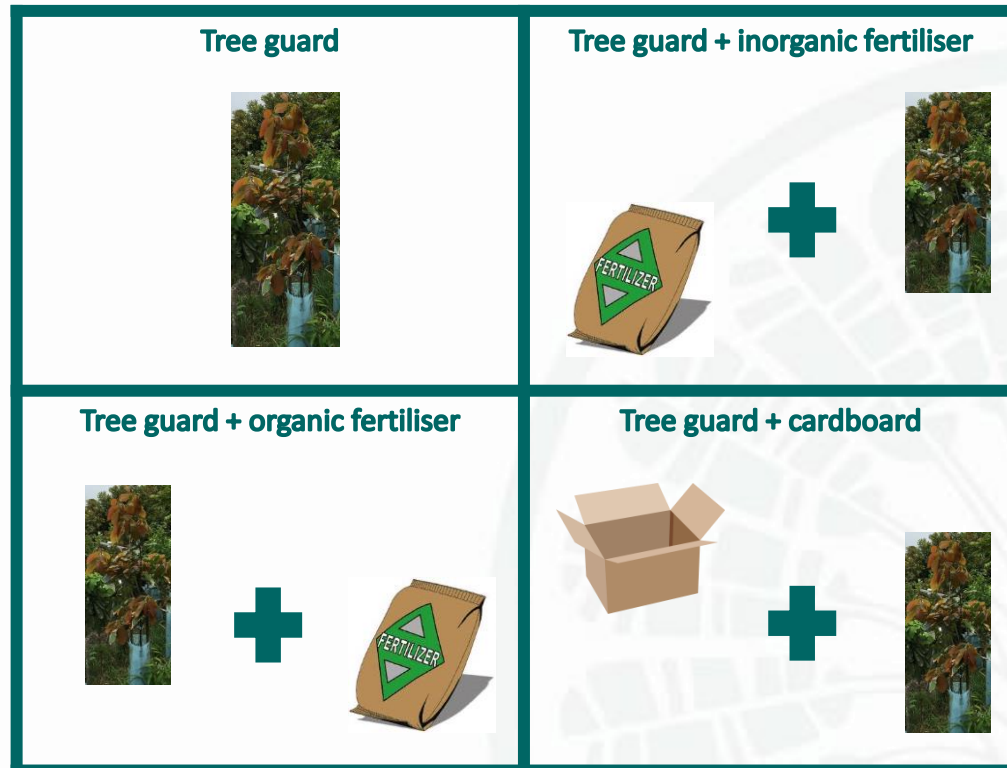 Tree guard
Tree guard + inorganic fertiliser
FERTILIZER
Tree guard + organic fertiliser
FERTILIZER
Tree guard + cardboard